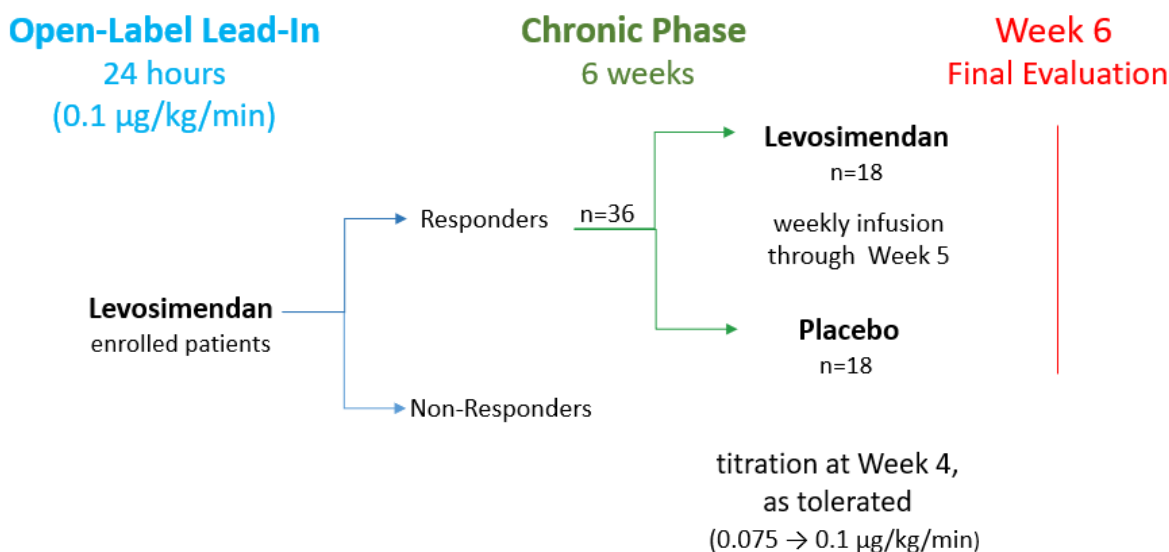 Open-Label Lead-In
24 hours
(0.1 µg/kg/min)
Chronic Phase
6 weeks
Week 6
Final Evaluation
Levosimendan
enrolled patients
Responders
Non-Responders
n=36
Levosimendan
n=18
weekly infusion
through Week 5
Placebo
n=18
titration at Week 4,
as tolerated
(0.075 → 0.1 µg/kg/min)